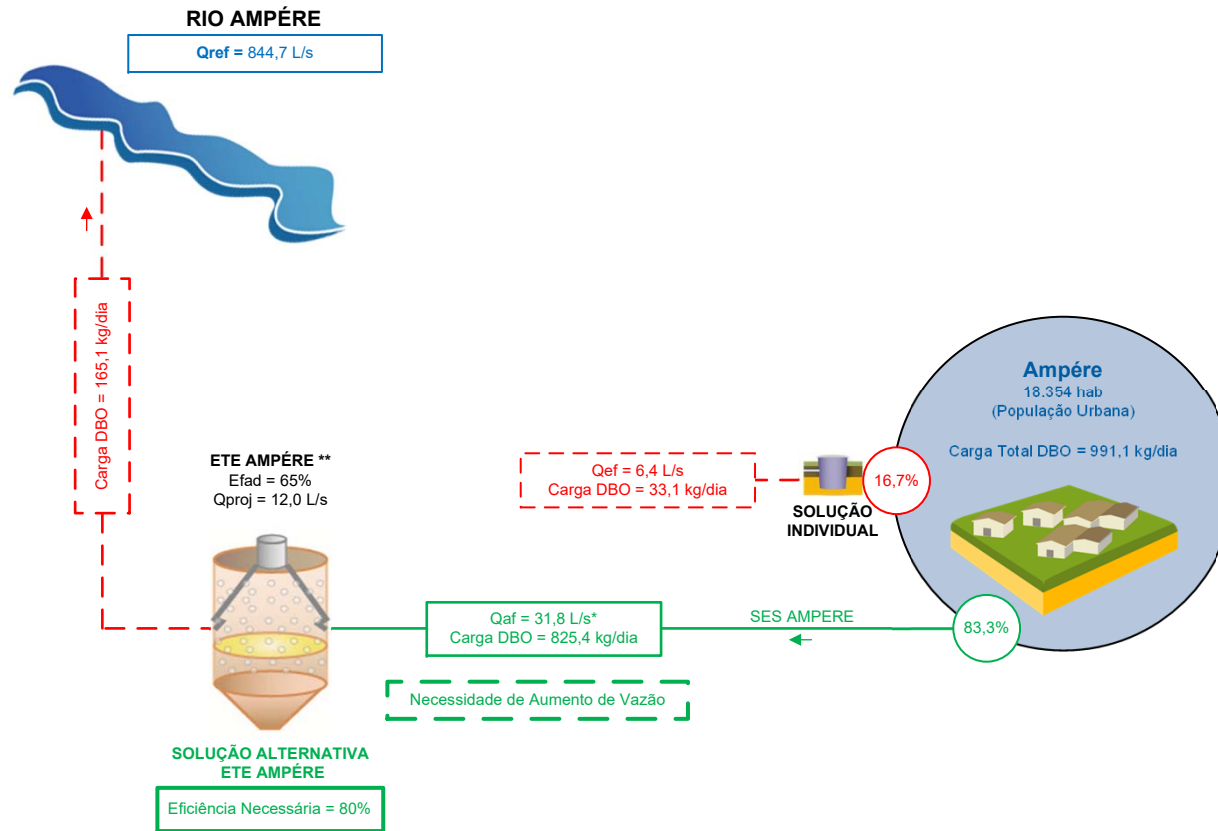 RIO AMPÉRE
Qref = 844,7 L/s
Carga DBO = 165,1 kg/dia
ETE AMPÉRE **
Efad = 65%
Qproj = 12,0 L/s
Qef = 6,4 L/s
Carga DBO = 33,1 kg/dia
SOLUÇÃO
INDIVIDUAL
16,7%
Ampére
18.354 hab
(População Urbana)
Carga Total DBO = 991,1 kg/dia
Qaf = 31,8 L/s*
Carga DBO = 825,4 kg/dia
SES AMPERE
83,3%
Necessidade de Aumento de Vazão
SOLUÇÃO ALTERNATIVA
ETE AMPÉRE
Eficiência Necessária = 80%